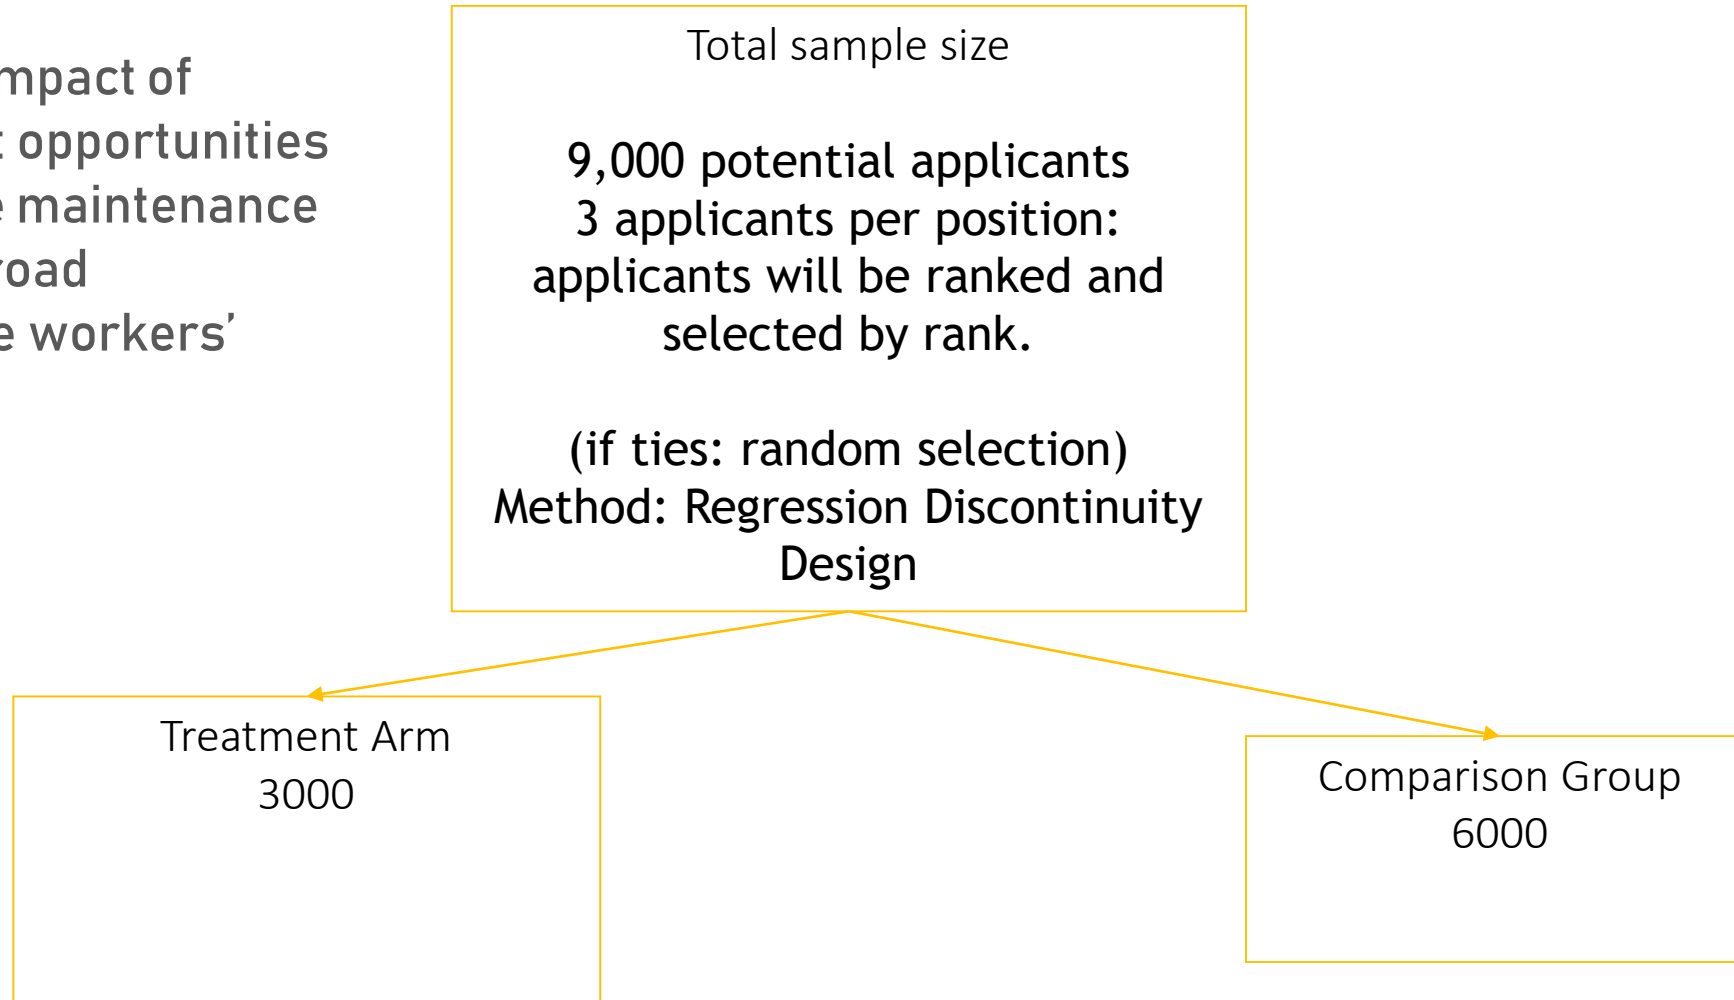 mpact of
t opportunities
e maintenance
road
e workers’
Total sample size
9,000 potential applicants
3 applicants per position:
applicants will be ranked and
selected by rank.
(if ties: random selection)
Method: Regression Discontinuity
Design
Treatment Arm
3000
Comparison Group
6000